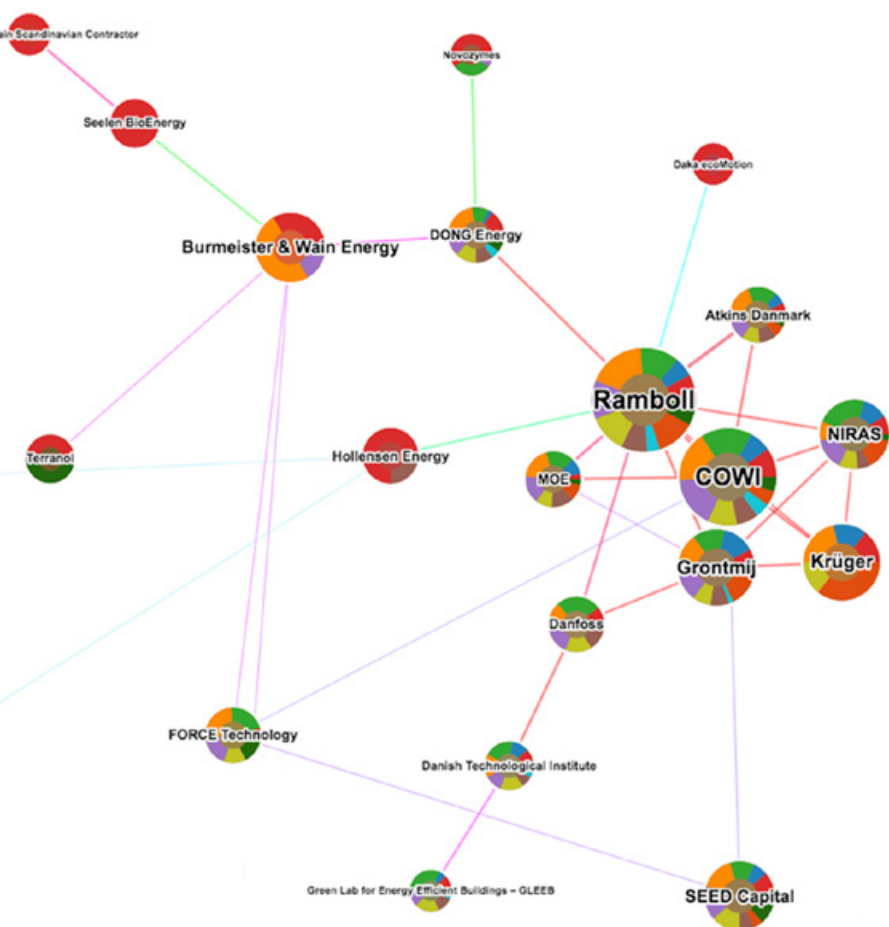 Scandinavian Contractor
Novozymes
Seelen BioEnergy
Daka ecoMotion
DONG Energy
Burmeister & Wain Energy
Atkins Danmark
Ramboll
NIRAS
Hollensen Energy
Terranol
COWI
MOE
Krüger
Grontmij
Danfoss
FORCE Technology
Danish Technological Institute
Green Lab for Energy Efficient Buildings – GLEEB
SEED Capital